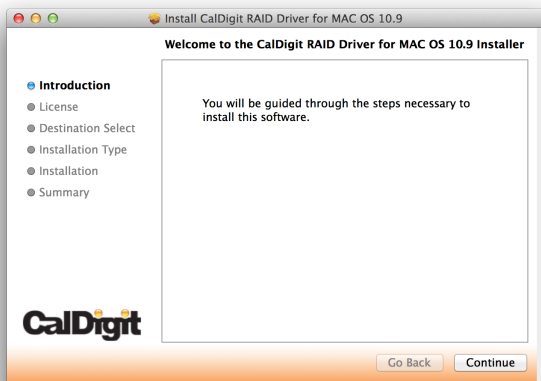 Install CalDigit RAID Driver for MAC OS 10.9
Welcome to the CalDigit RAID Driver for MAC OS 10.9 Installer
Introduction
License
Destination Select
Installation Type
Installation
Summary
You will be guided through the steps necessary to
install this software.
CalDigit
Go Back
Continue